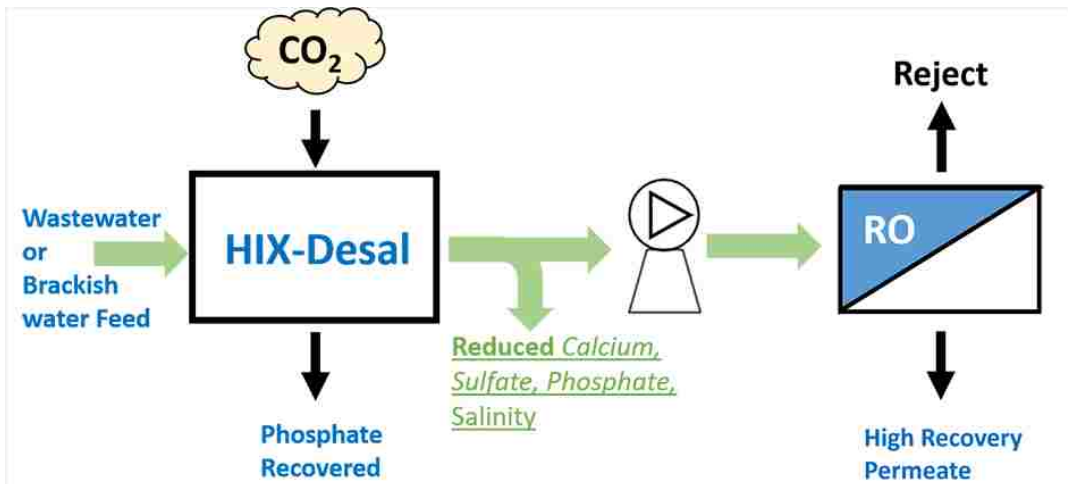 CO₂
Reject
Wastewater
or
Brackish
water Feed
HIX-Desal
RO
Reduced Calcium,
Sulfate, Phosphate,
Salinity
Phosphate
Recovered
High Recovery
Permeate